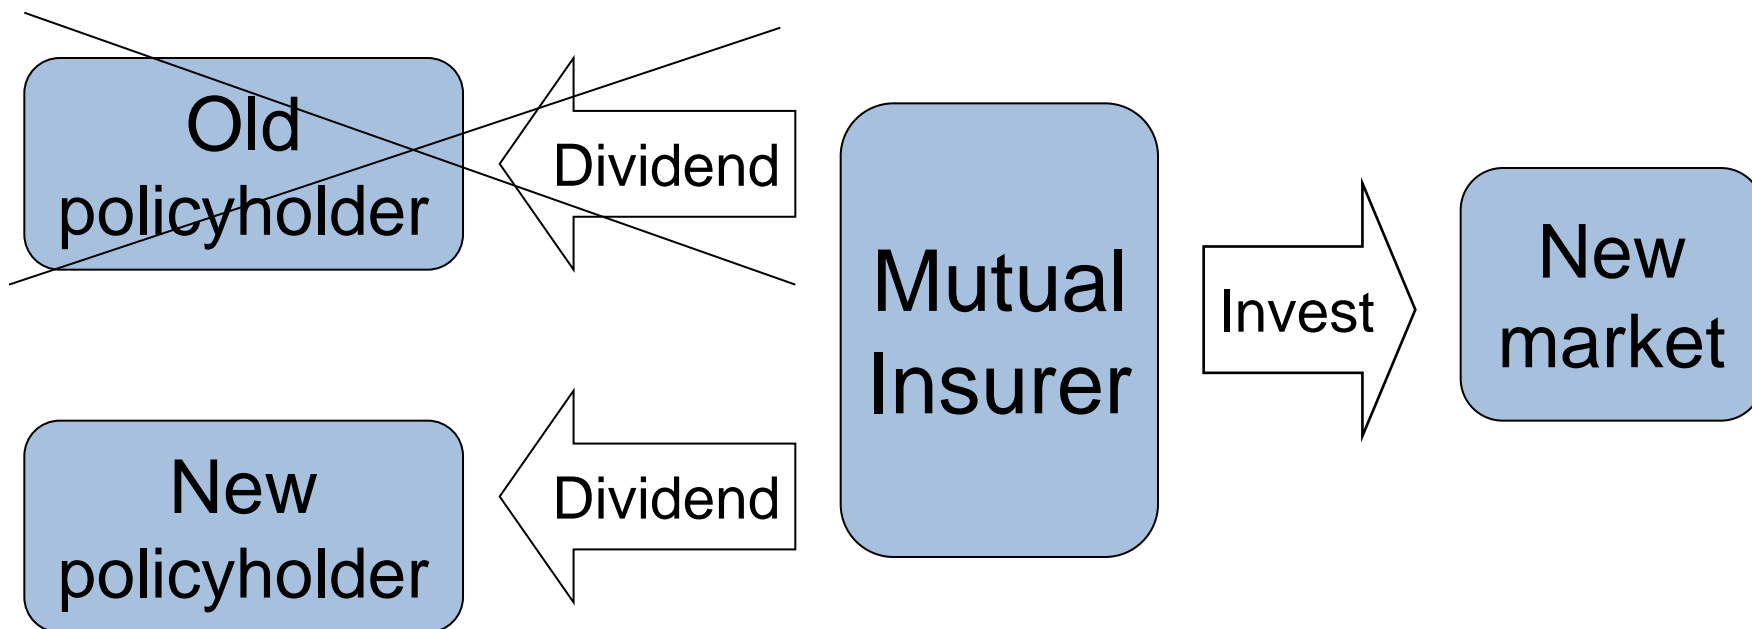 Old
policyholder
Dividend
Mutual
Insurer
Invest
New
market
New
policyholder
Dividend